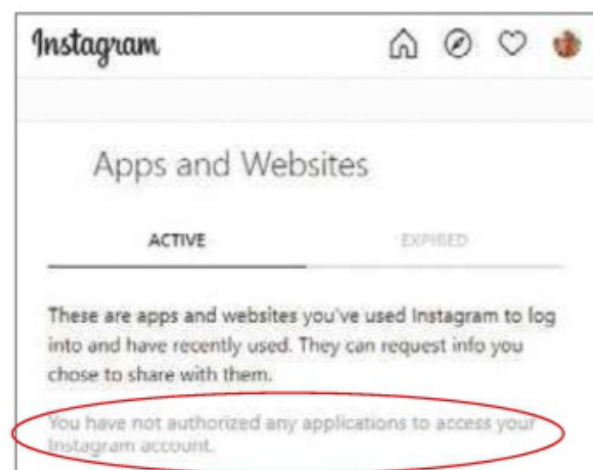 Instagram
Apps and Websites
ACTIVE EXPIRED
These are apps and websites you've used Instagram to log
into and have recently used. They can request info you
chose to share with them.
You have not authorized any applications to access your
Instagram account.